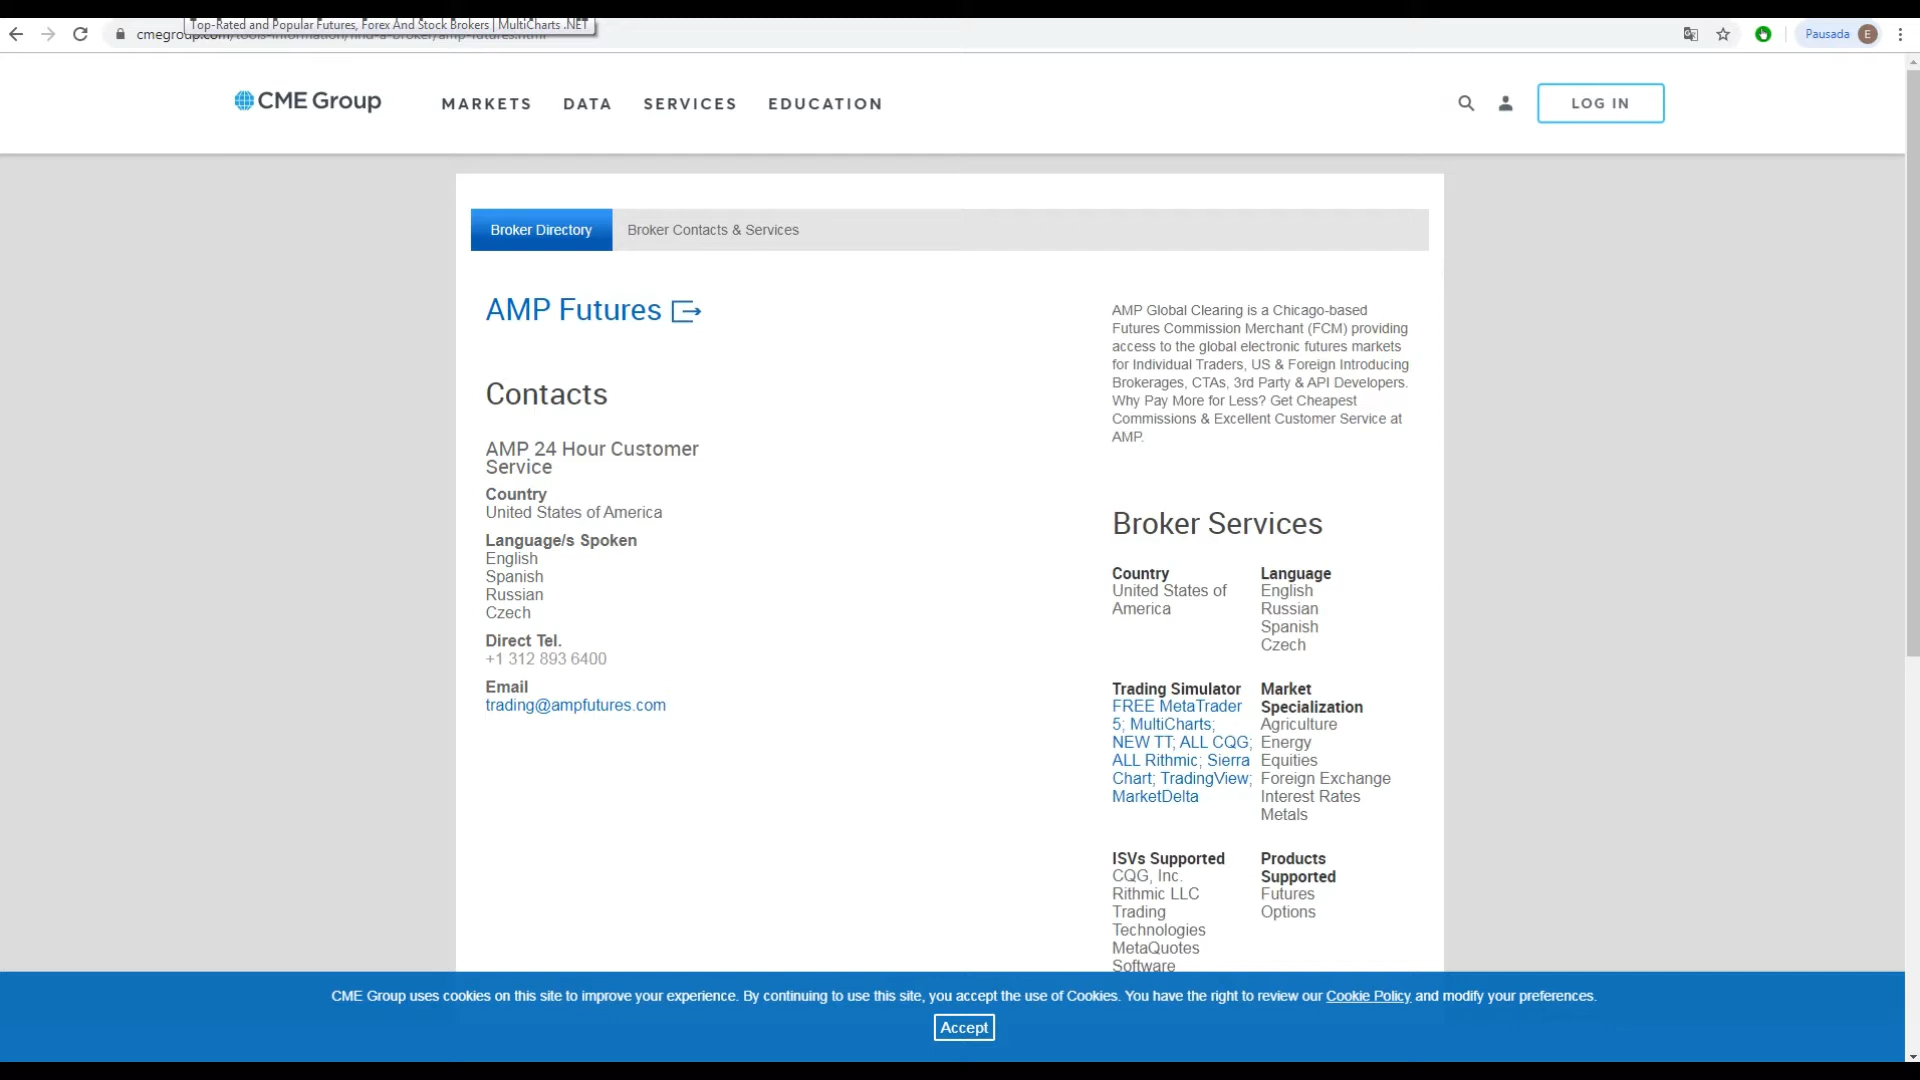 Top-Rated and Popular Futures, Forex And Stock Brokers | MultiCharts .NET
cmegroup.com/tools-information/find-a-broker/amp-futures.html
Pausada E
CME Group MARKETS DATA SERVICES EDUCATION LOG IN
Broker Directory Broker Contacts & Services
AMP Futures
Contacts
AMP 24 Hour Customer
Service
Country
United States of America
Language/s Spoken
English
Spanish
Russian
Czech
Direct Tel.
+1 312 893 6400
Email
trading@ampfutures.com
AMP Global Clearing is a Chicago-based
Futures Commission Merchant (FCM) providing
access to the global electronic futures markets
for Individual Traders, US & Foreign Introducing
Brokerages, CTAs, 3rd Party & API Developers.
Why Pay More for Less? Get Cheapest
Commissions & Excellent Customer Service at
AMP.
Broker Services
Country
United States of
America
Language
English
Russian
Spanish
Czech
Trading Simulator
FREE MetaTrader
5; MultiCharts;
NEW TT; ALL CQG;
ALL Rithmic; Sierra
Chart; TradingView;
MarketDelta
Market
Specialization
Agriculture
Energy
Equities
Foreign Exchange
Interest Rates
Metals
ISVs Supported
CQG, Inc.
Rithmic LLC
Trading
Technologies
MetaQuotes
Software
Products
Supported
Futures
Options
CME Group uses cookies on this site to improve your experience. By continuing to use this site, you accept the use of Cookies. You have the right to review our Cookie Policy and modify your preferences.
Accept